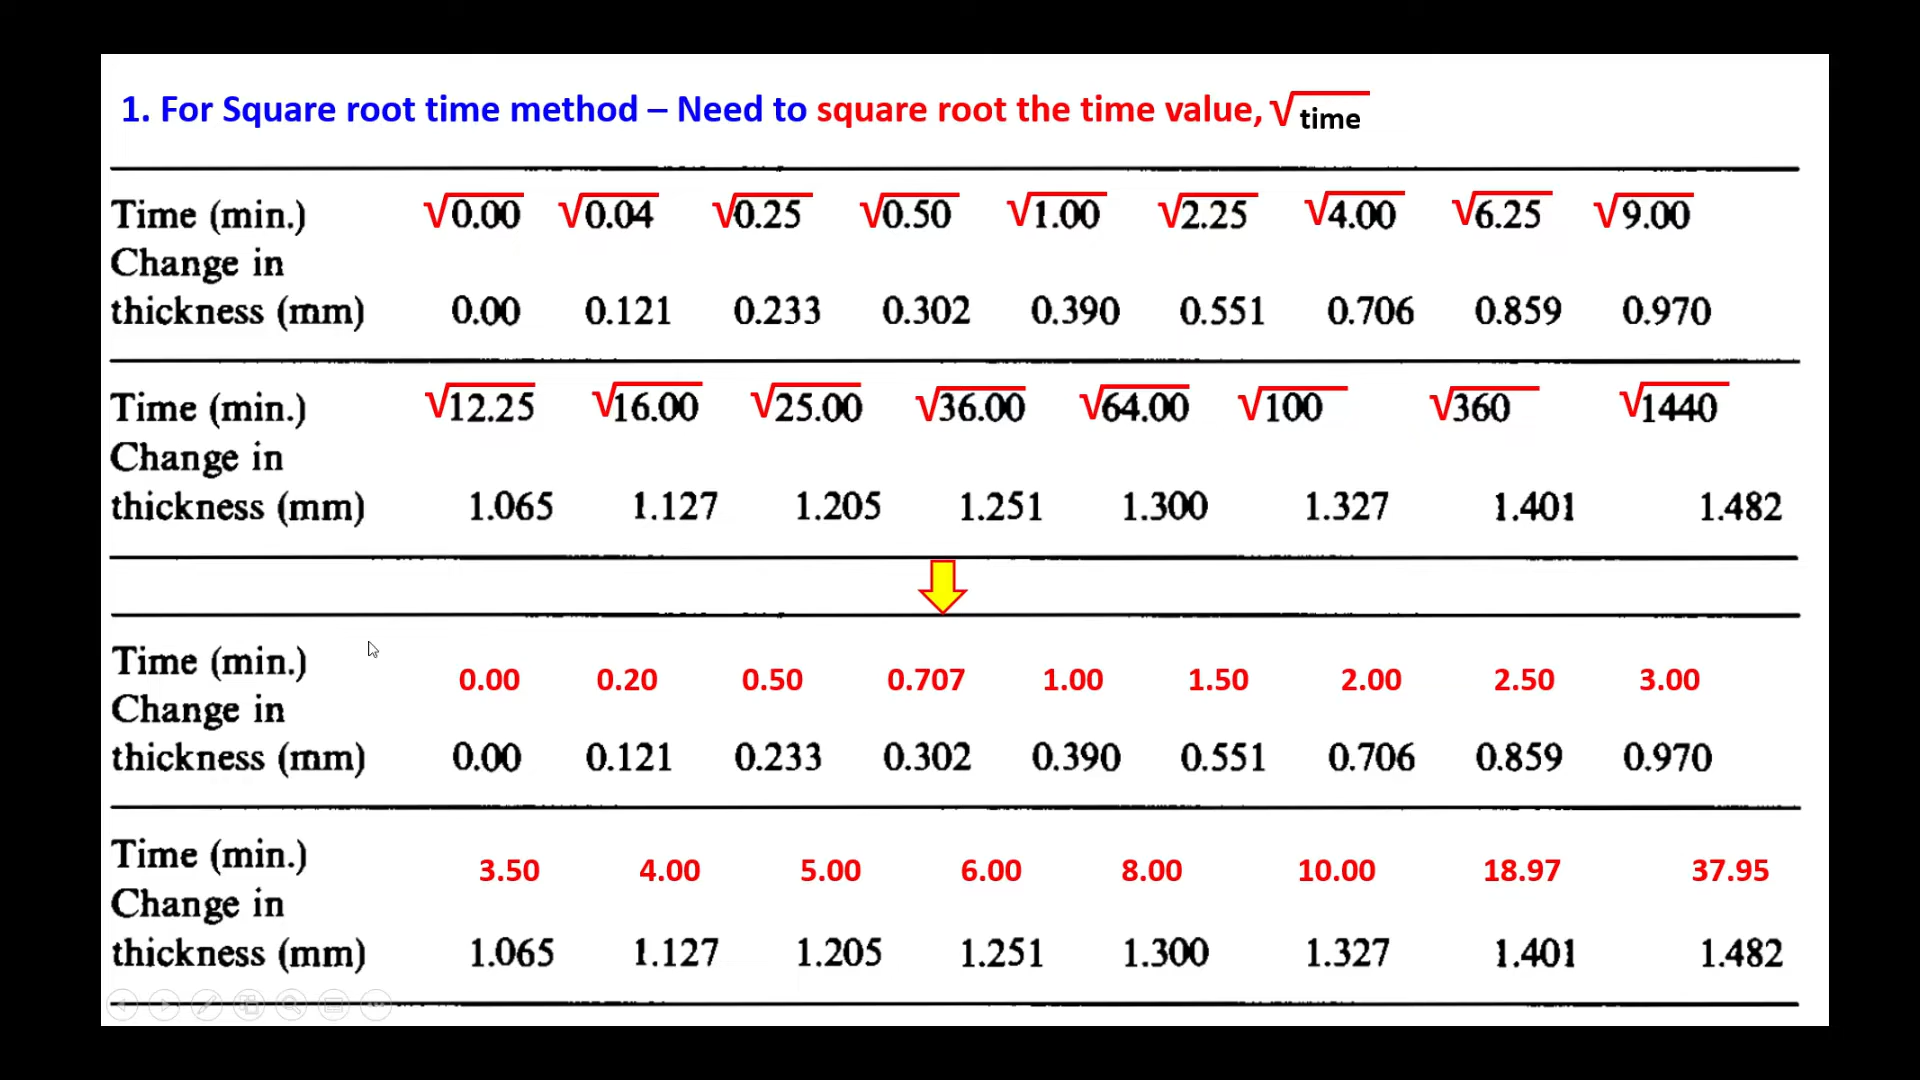 1. For Square root time method – Need to square root the time value, √time
Time (min.) √0.00 √0.04 √0.25 √0.50 √1.00 √2.25 √4.00 √6.25 √9.00
Change in
thickness (mm) 0.00 0.121 0.233 0.302 0.390 0.551 0.706 0.859 0.970
Time (min.) √12.25 √16.00 √25.00 √36.00 √64.00 √100 √360 √1440
Change in
thickness (mm) 1.065 1.127 1.205 1.251 1.300 1.327 1.401 1.482
Time (min.) 0.00 0.20 0.50 0.707 1.00 1.50 2.00 2.50 3.00
Change in
thickness (mm) 0.00 0.121 0.233 0.302 0.390 0.551 0.706 0.859 0.970
Time (min.) 3.50 4.00 5.00 6.00 8.00 10.00 18.97 37.95
Change in
thickness (mm) 1.065 1.127 1.205 1.251 1.300 1.327 1.401 1.482